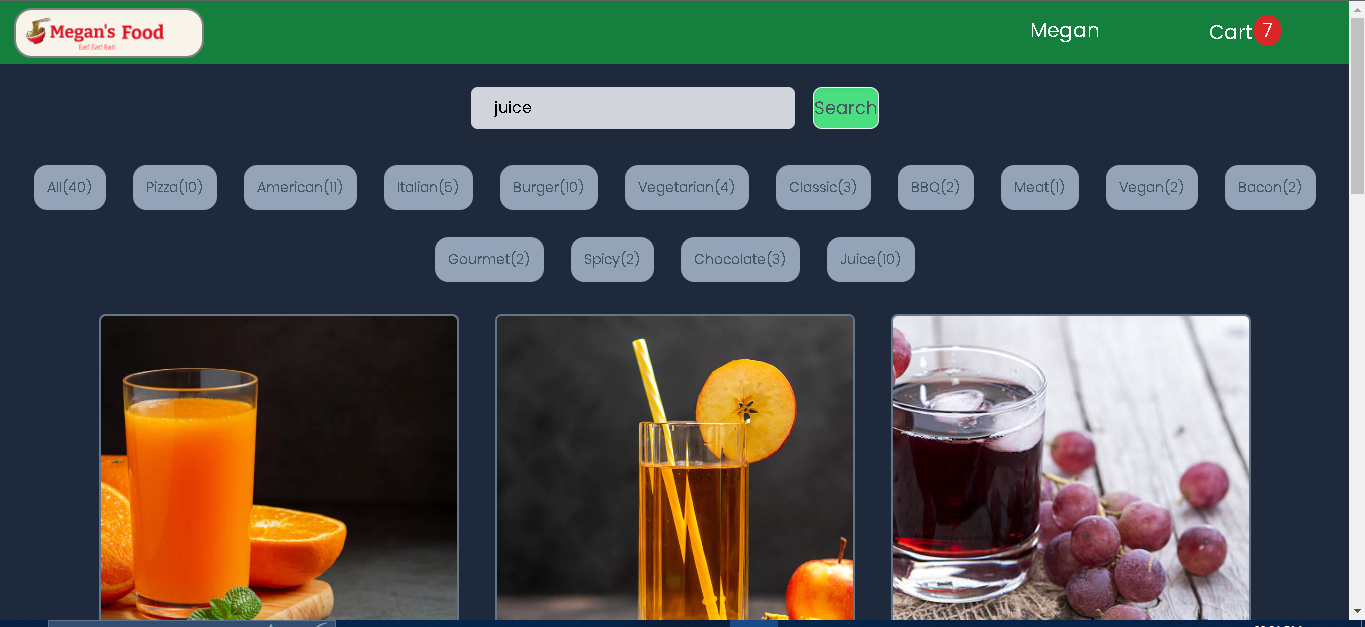 Megan's Food
Eat! Eat! Eat!
Megan
Cart 7
juice
Search
All(40) Pizza(10) American(11) Italian(5) Burger(10) Vegetarian(4) Classic(3) BBQ(2) Meat(1) Vegan(2) Bacon(2)
Gourmet(2) Spicy(2) Chocolate(3) Juice(10)